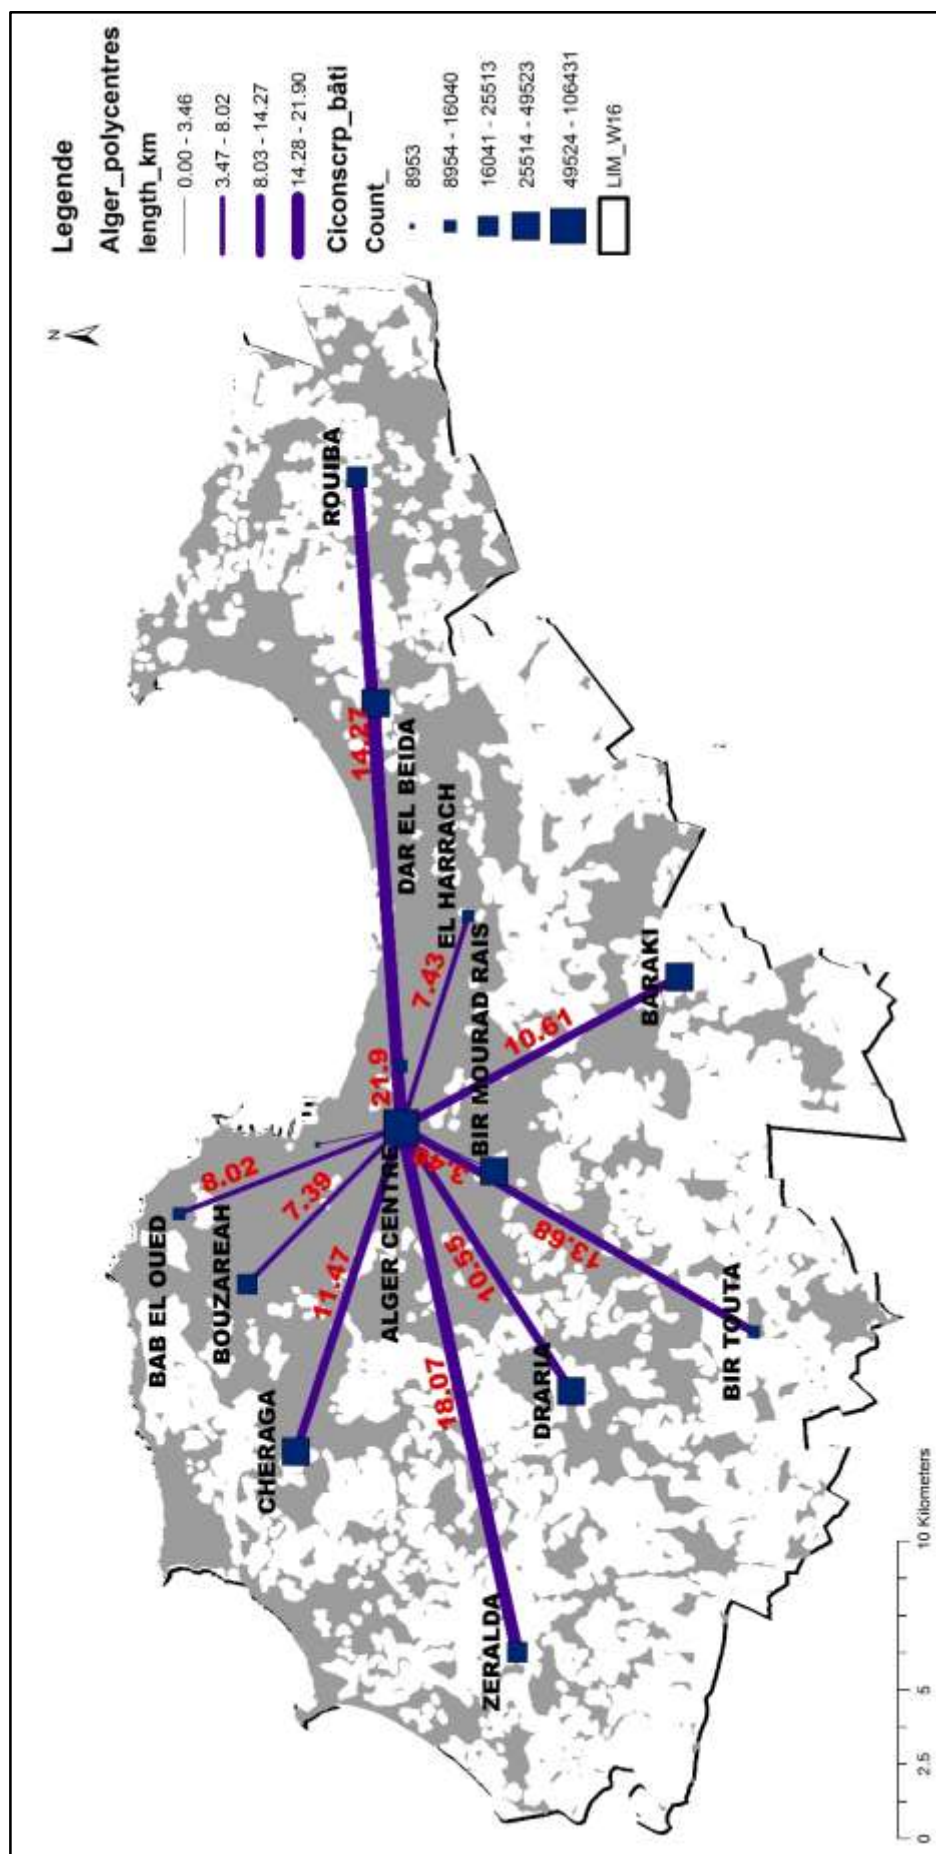 Legende
Alger_polycentres
length_km
0.00 - 3.46
3.47 - 8.02
8.03 - 14.27
14.28 - 21.90
Ciconscrp_bâti
Count_
8953
8954 - 16040
16041 - 25513
25514 - 49523
49524 - 106431
LIM_W16
N
ROUIBA
14.27
DAR EL BEIDA
EL HARRACH
7.43
21.9
BIR MOURAD RAIS
BARAKI
10.61
8.02
7.39
BAB EL OUED
BOUZAREAH
11.47
ALGER CENTRE
CHERAGA
18.07
10.55
13.68
DRARIA
BIR TOUTA
ZERALDA
0
2.5
5
10 Kilometers